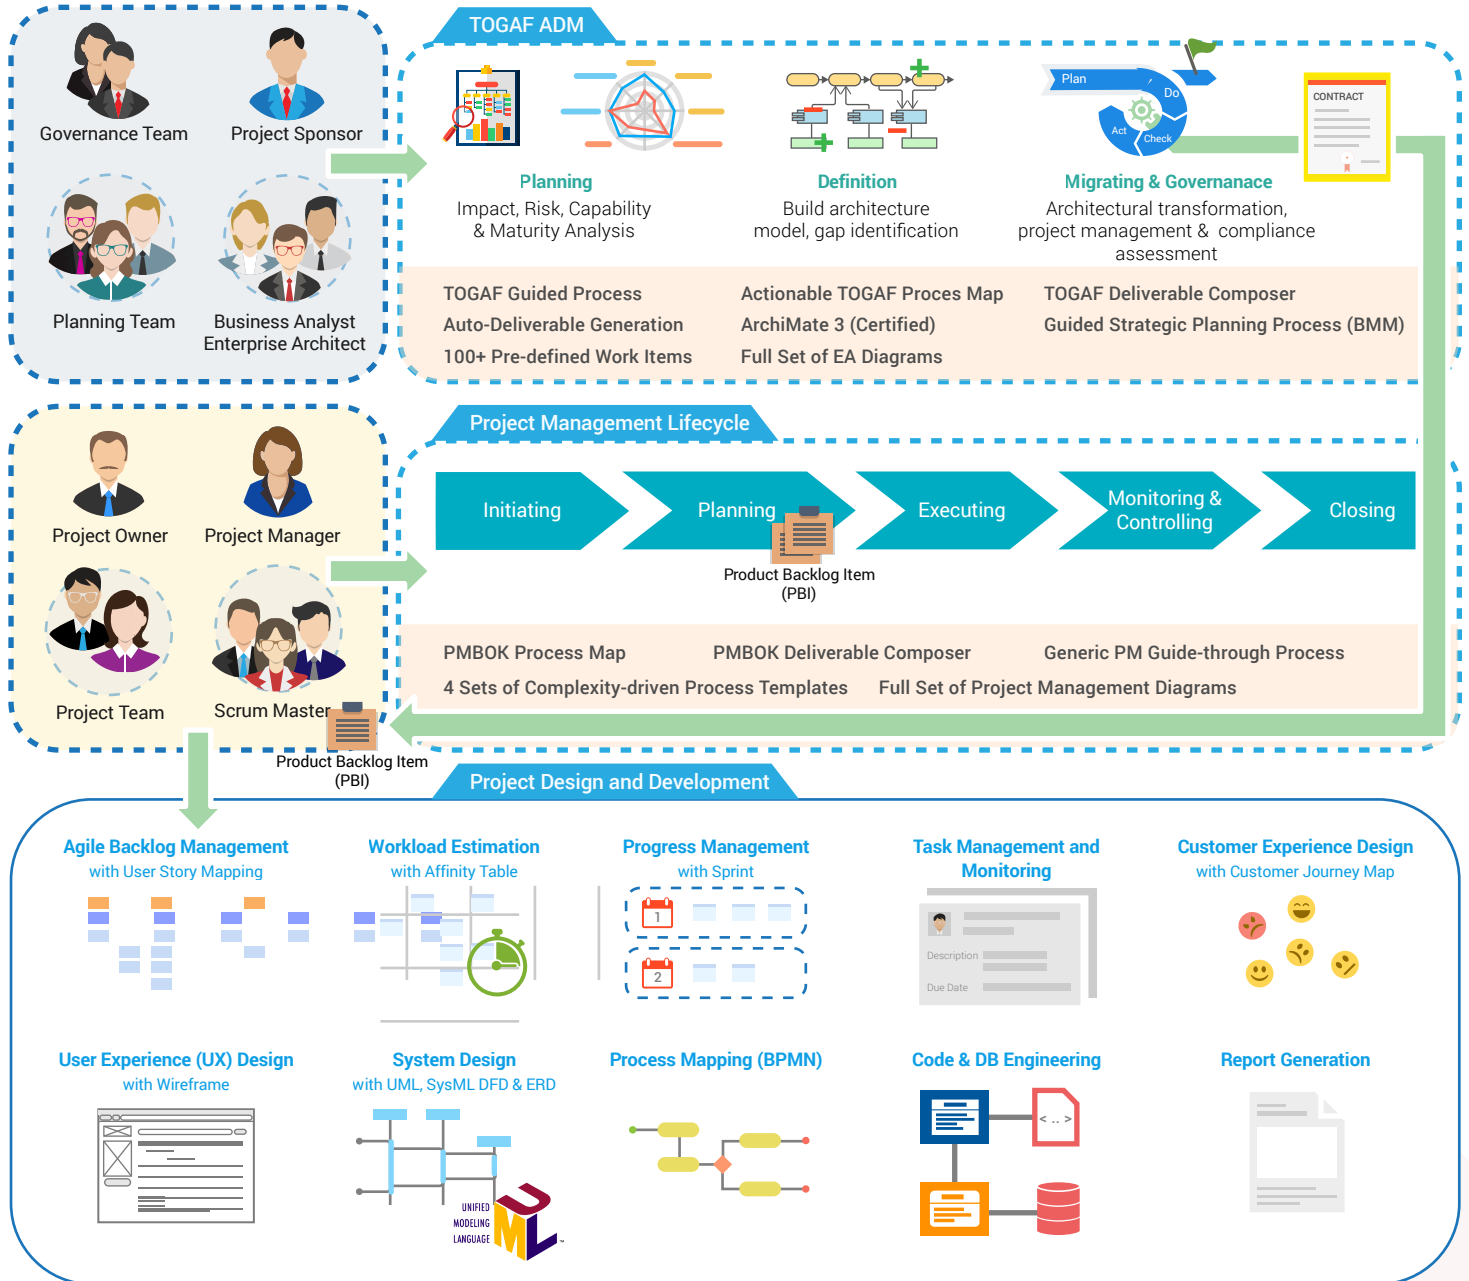 TOGAF ADM
Governance Team
Project Sponsor
Planning Team
Business Analyst
Enterprise Architect
Plan
Do
Check
Act
CONTRACT
Planning
Impact, Risk, Capability
& Maturity Analysis
Definition
Build architecture
model, gap identification
Migrating & Governanace
Architectural transformation,
project management & compliance
assessment
TOGAF Guided Process
Actionable TOGAF Proces Map
TOGAF Deliverable Composer
Auto-Deliverable Generation
ArchiMate 3 (Certified)
Guided Strategic Planning Process (BMM)
100+ Pre-defined Work Items
Full Set of EA Diagrams
Project Management Lifecycle
Project Owner
Project Manager
Project Team
Scrum Master
Product Backlog Item
(PBI)
Initiating
Planning
Executing
Monitoring &
Controlling
Closing
Product Backlog Item
(PBI)
PMBOK Process Map
PMBOK Deliverable Composer
Generic PM Guide-through Process
4 Sets of Complexity-driven Process Templates
Full Set of Project Management Diagrams
Project Design and Development
Agile Backlog Management
with User Story Mapping
Workload Estimation
with Affinity Table
Progress Management
with Sprint
1
2
Task Management and
Monitoring
Description
Due Date
Customer Experience Design
with Customer Journey Map
User Experience (UX) Design
with Wireframe
System Design
with UML, SysML DFD & ERD
UNIFIED
MODELING
LANGUAGE
UML
™
Process Mapping (BPMN)
Code & DB Engineering
< .. >
Report Generation